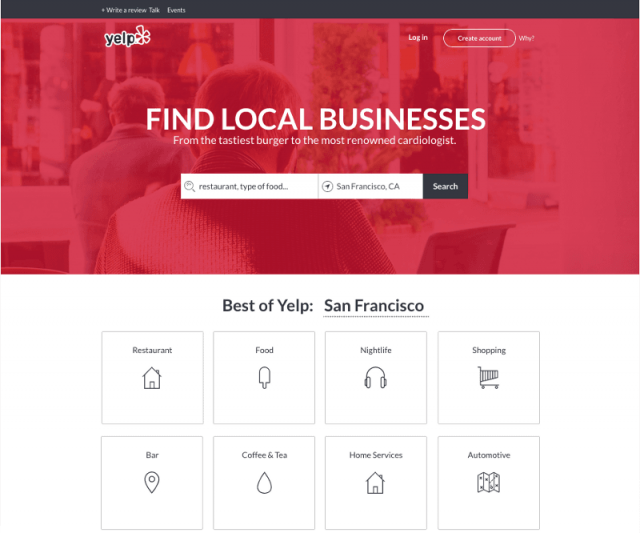 + Write a review Talk Events
yelp
Log in Create account Why?
FIND LOCAL BUSINESSES
From the tastiest burger to the most renowned cardiologist.
restaurant, type of food... San Francisco, CA Search
Best of Yelp: San Francisco
Restaurant Food Nightlife Shopping
Bar Coffee & Tea Home Services Automotive